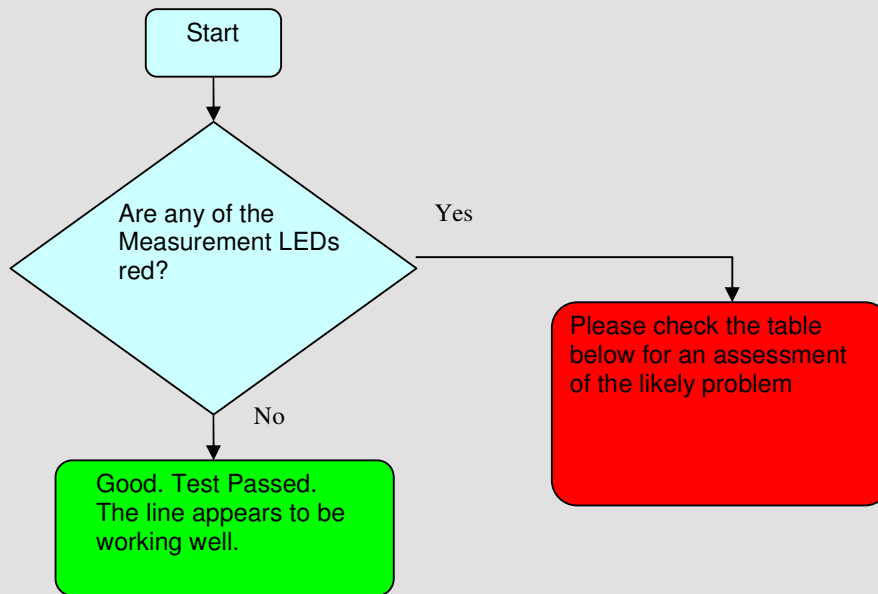 Start
Are any of the
Measurement LEDs
red?
Yes
Please check the table
below for an assessment
of the likely problem
No
Good. Test Passed.
The line appears to be
working well.